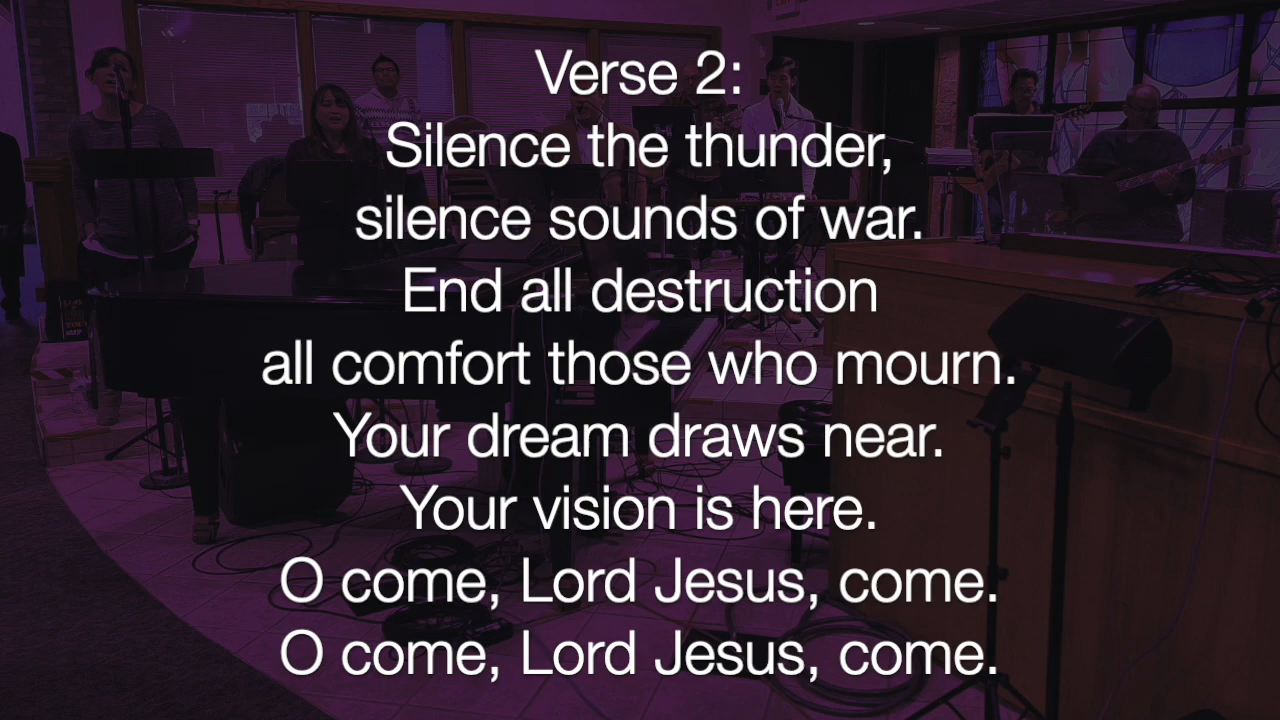 Verse 2:
Silence the thunder,
silence sounds of war.
End all destruction
all comfort those who mourn.
Your dream draws near.
Your vision is here.
O come, Lord Jesus, come.
O come, Lord Jesus, come.